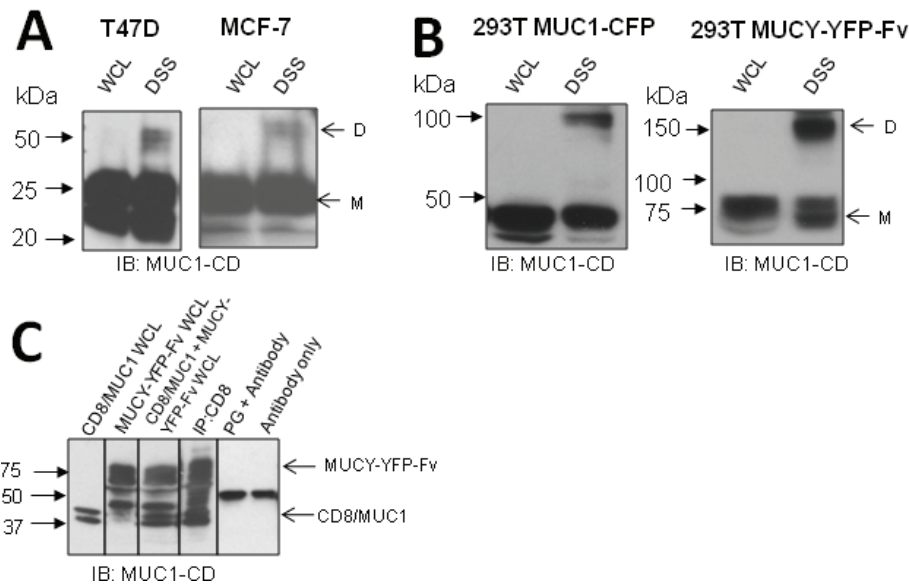 A
T47D
MCF-7
WCL
DSS
WCL
DSS
kDa
50
25
20
D
M
IB: MUC1-CD
B
293T MUC1-CFP
293T MUCY-YFP-Fv
WCL
DSS
WCL
DSS
kDa
kDa
100
50
150
100
75
D
M
IB: MUC1-CD
IB: MUC1-CD
C
CD8/MUC1 WCL
MUCY-YFP-Fv WCL
CD8/MUC1 + MUCY-
YFP-Fv WCL
IP:CD8
PG + Antibody
Antibody only
75
50
37
MUCY-YFP-Fv
CD8/MUC1
IB: MUC1-CD